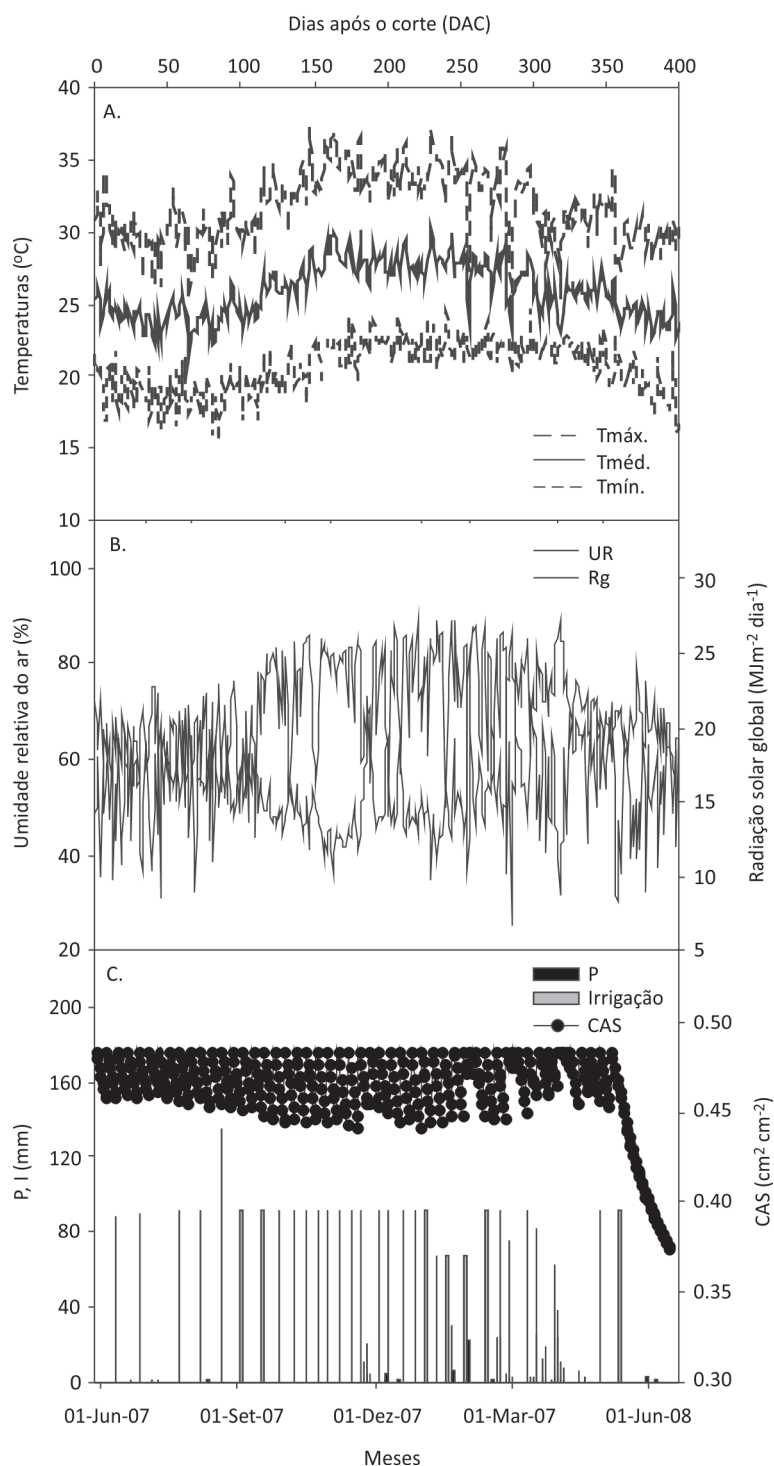 Dias após o corte (DAC)
0 50 100 150 200 250 300 350 400
A.
40
35
30
25
20
15
10
Temperaturas (ºC)
Tmáx.
Tméd.
Tmín.
B.
100
80
60
40
20
Umidade relativa do ar (%)
UR
Rg
30
25
20
15
10
5
Radiação solar global (MJm-2 dia-1)
C.
200
160
120
80
40
0
P, I (mm)
P
Irrigação
CAS
0.50
0.45
0.40
0.35
0.30
CAS (cm2 cm-2)
01-Jun-07 01-Set-07 01-Dez-07 01-Mar-07 01-Jun-08
Meses